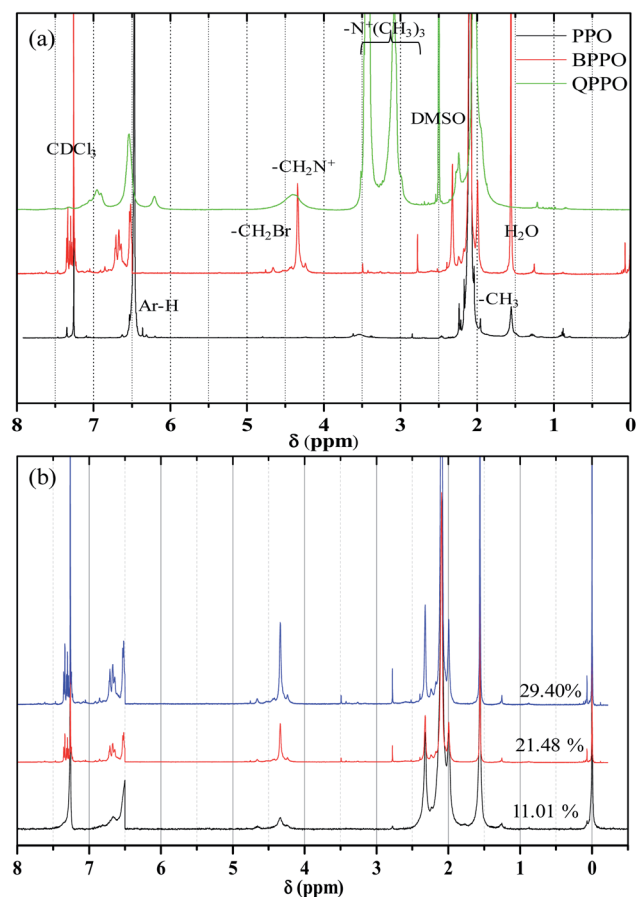 (a)
-N⁺(CH₃)₃
PPO
BPPO
QPPO
CDCl₃
DMSO
-CH₂N⁺
-CH₂Br
H₂O
Ar-H
-CH₃
8 7 6 5 4 3 2 1 0
δ (ppm)
(b)
29.40%
21.48 %
11.01 %
8 7 6 5 4 3 2 1 0
δ (ppm)